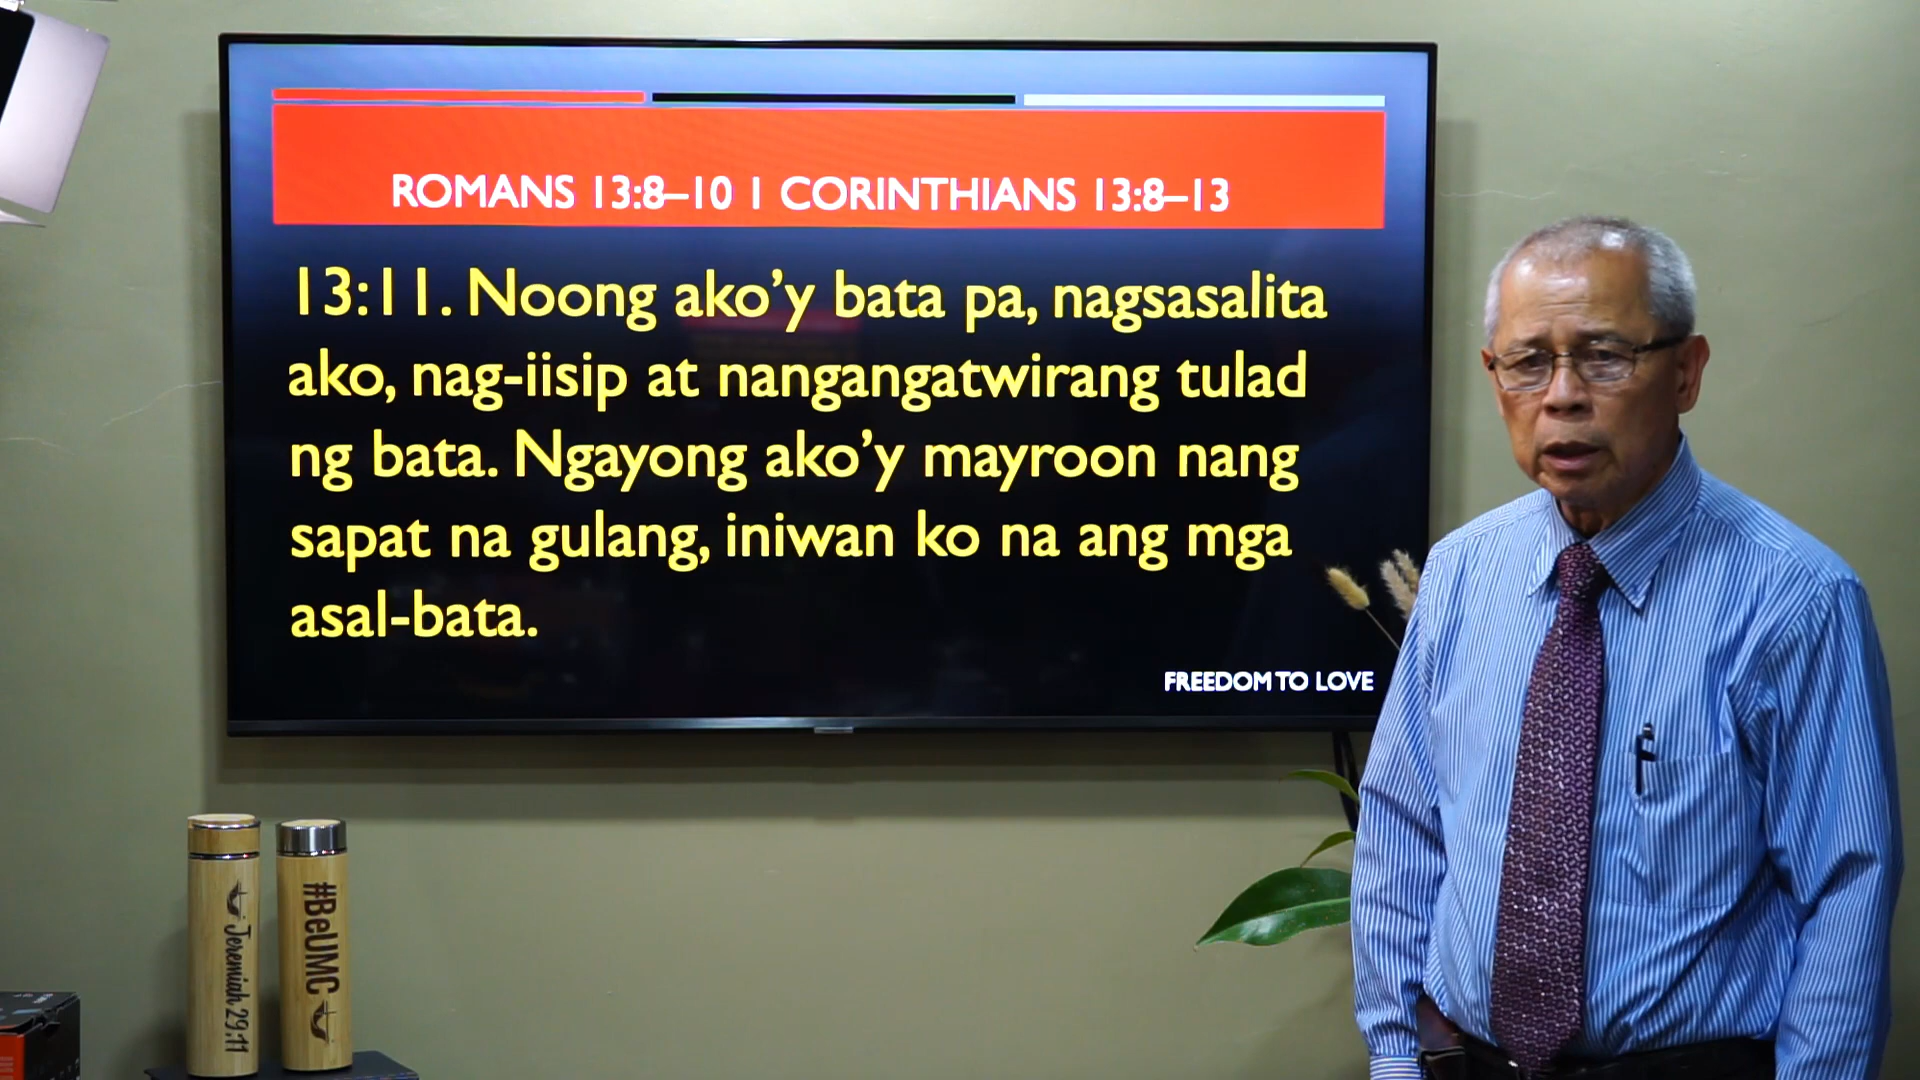 ROMANS 13:8–10 1 CORINTHIANS 13:8–13
13:11. Noong ako’y bata pa, nagsasalita
ako, nag-iisip at nangangatwirang tulad
ng bata. Ngayong ako’y mayroon nang
sapat na gulang, iniwan ko na ang mga
asal-bata.
FREEDOM TO LOVE
Jeremiah 29:11
#BeUMC